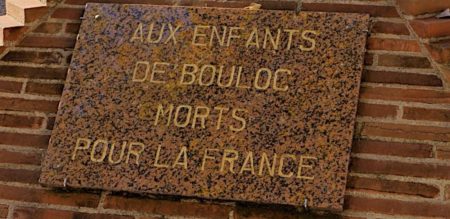 AUX ENFANTS
DE BOULOC
MORTS
POUR LA FRANCE